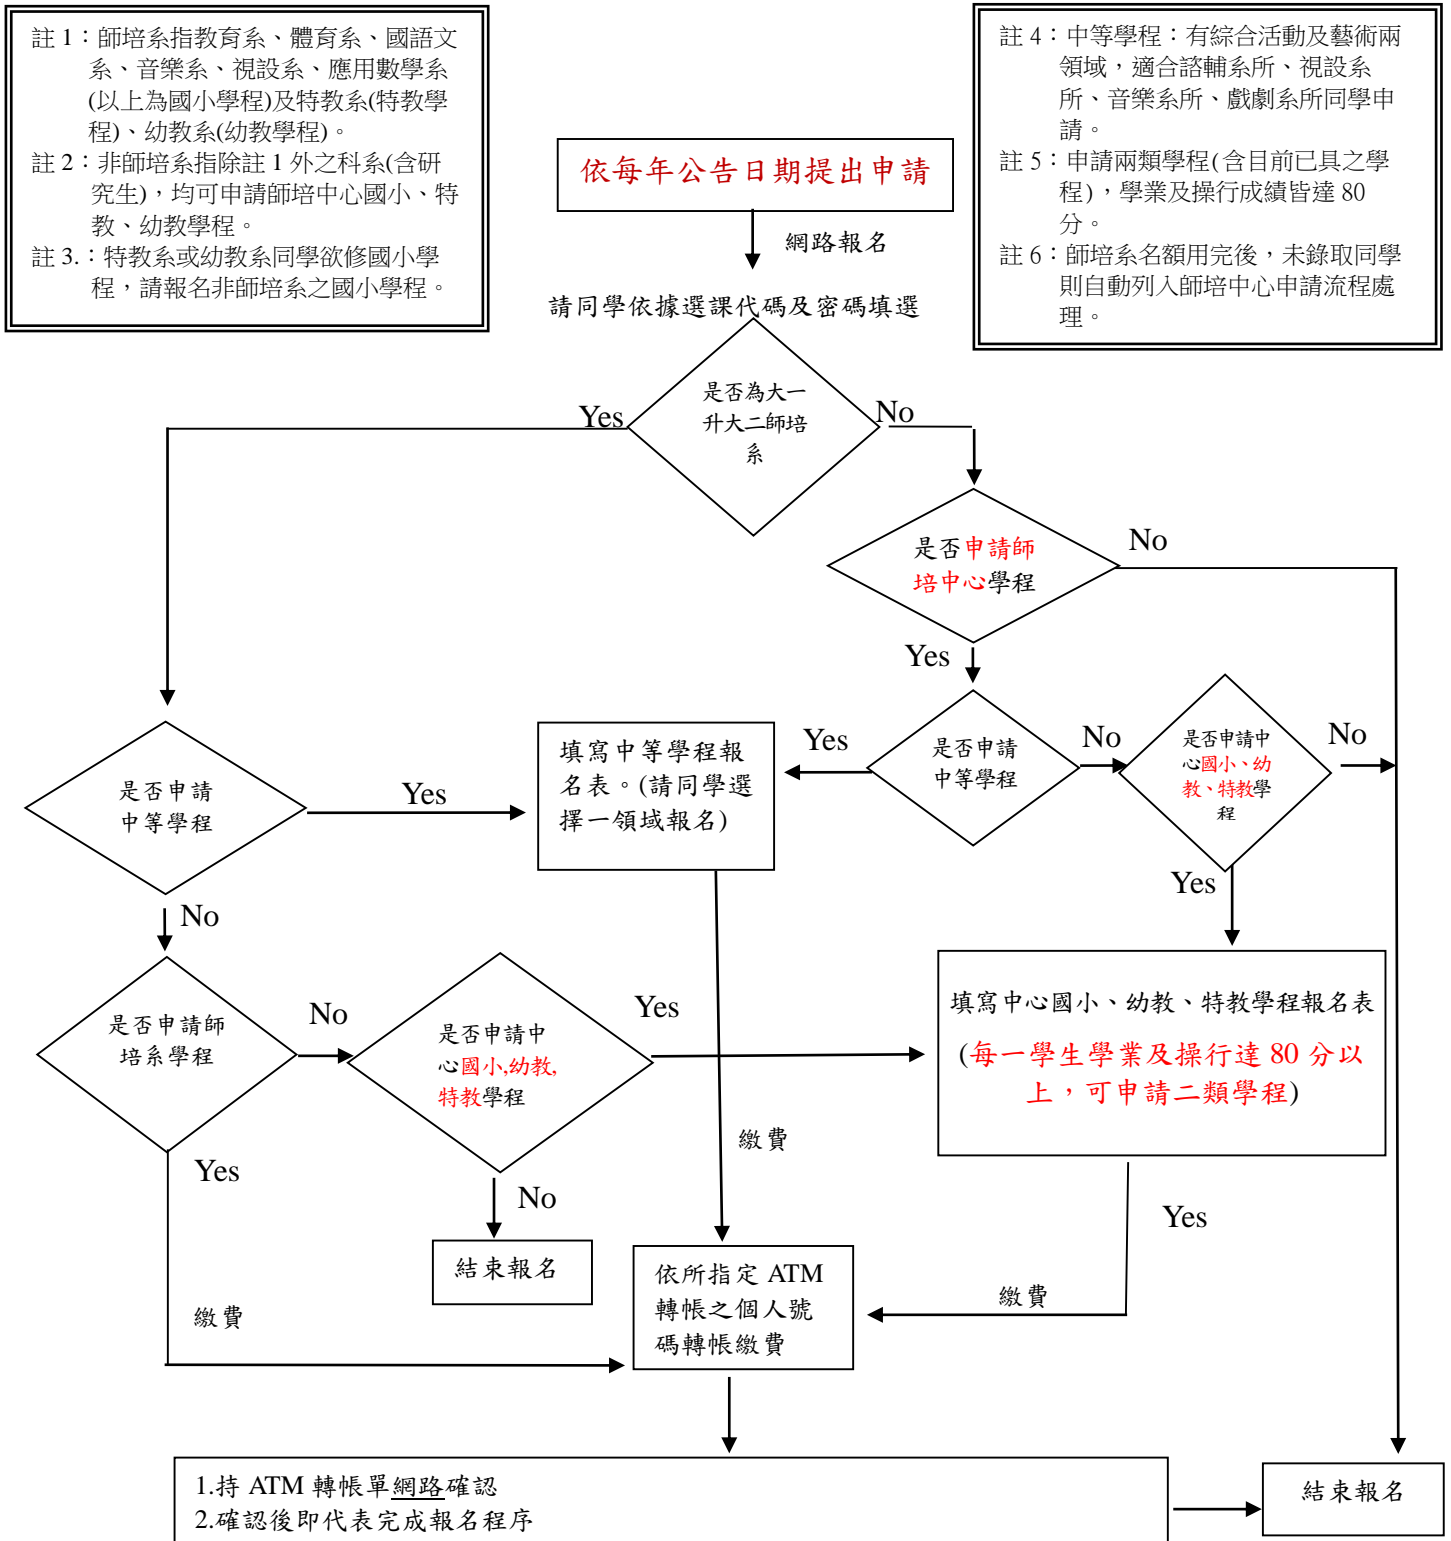 註 1：師培系指教育系、體育系、國語文
系、音樂系、視設系、應用數學系
(以上為國小學程)及特教系(特教學
程)、幼教系(幼教學程)。
註 2：非師培系指除註 1 外之科系(含研
究生)，均可申請師培中心國小、特
教、幼教學程。
註 3.：特教系或幼教系同學欲修國小學
程，請報名非師培系之國小學程。
註 4：中等學程：有綜合活動及藝術兩
領域，適合諮輔系所、視設系
所、音樂系所、戲劇系所同學申
請。
註 5：申請兩類學程(含目前已具之學
程)，學業及操行成績皆達 80
分。
註 6：師培系名額用完後，未錄取同學
則自動列入師培中心申請流程處
理。
依每年公告日期提出申請
網路報名
請同學依據選課代碼及密碼填選
是否為大一
升大二師培
系
Yes
No
是否申請師
培中心學程
No
Yes
是否申請
中等學程
Yes
填寫中等學程報
名表。(請同學選
擇一領域報名)
Yes
是否申請
中等學程
No
是否申請中
心國小、幼
教、特教學
程
No
Yes
No
是否申請師
培系學程
No
是否申請中
心國小,幼教,
特教學程
Yes
填寫中心國小、幼教、特教學程報名表
(每一學生學業及操行達 80 分以
上，可申請二類學程)
繳費
Yes
No
Yes
結束報名
依所指定 ATM
轉帳之個人號
碼轉帳繳費
繳費
繳費
1.持 ATM 轉帳單網路確認
2.確認後即代表完成報名程序
結束報名